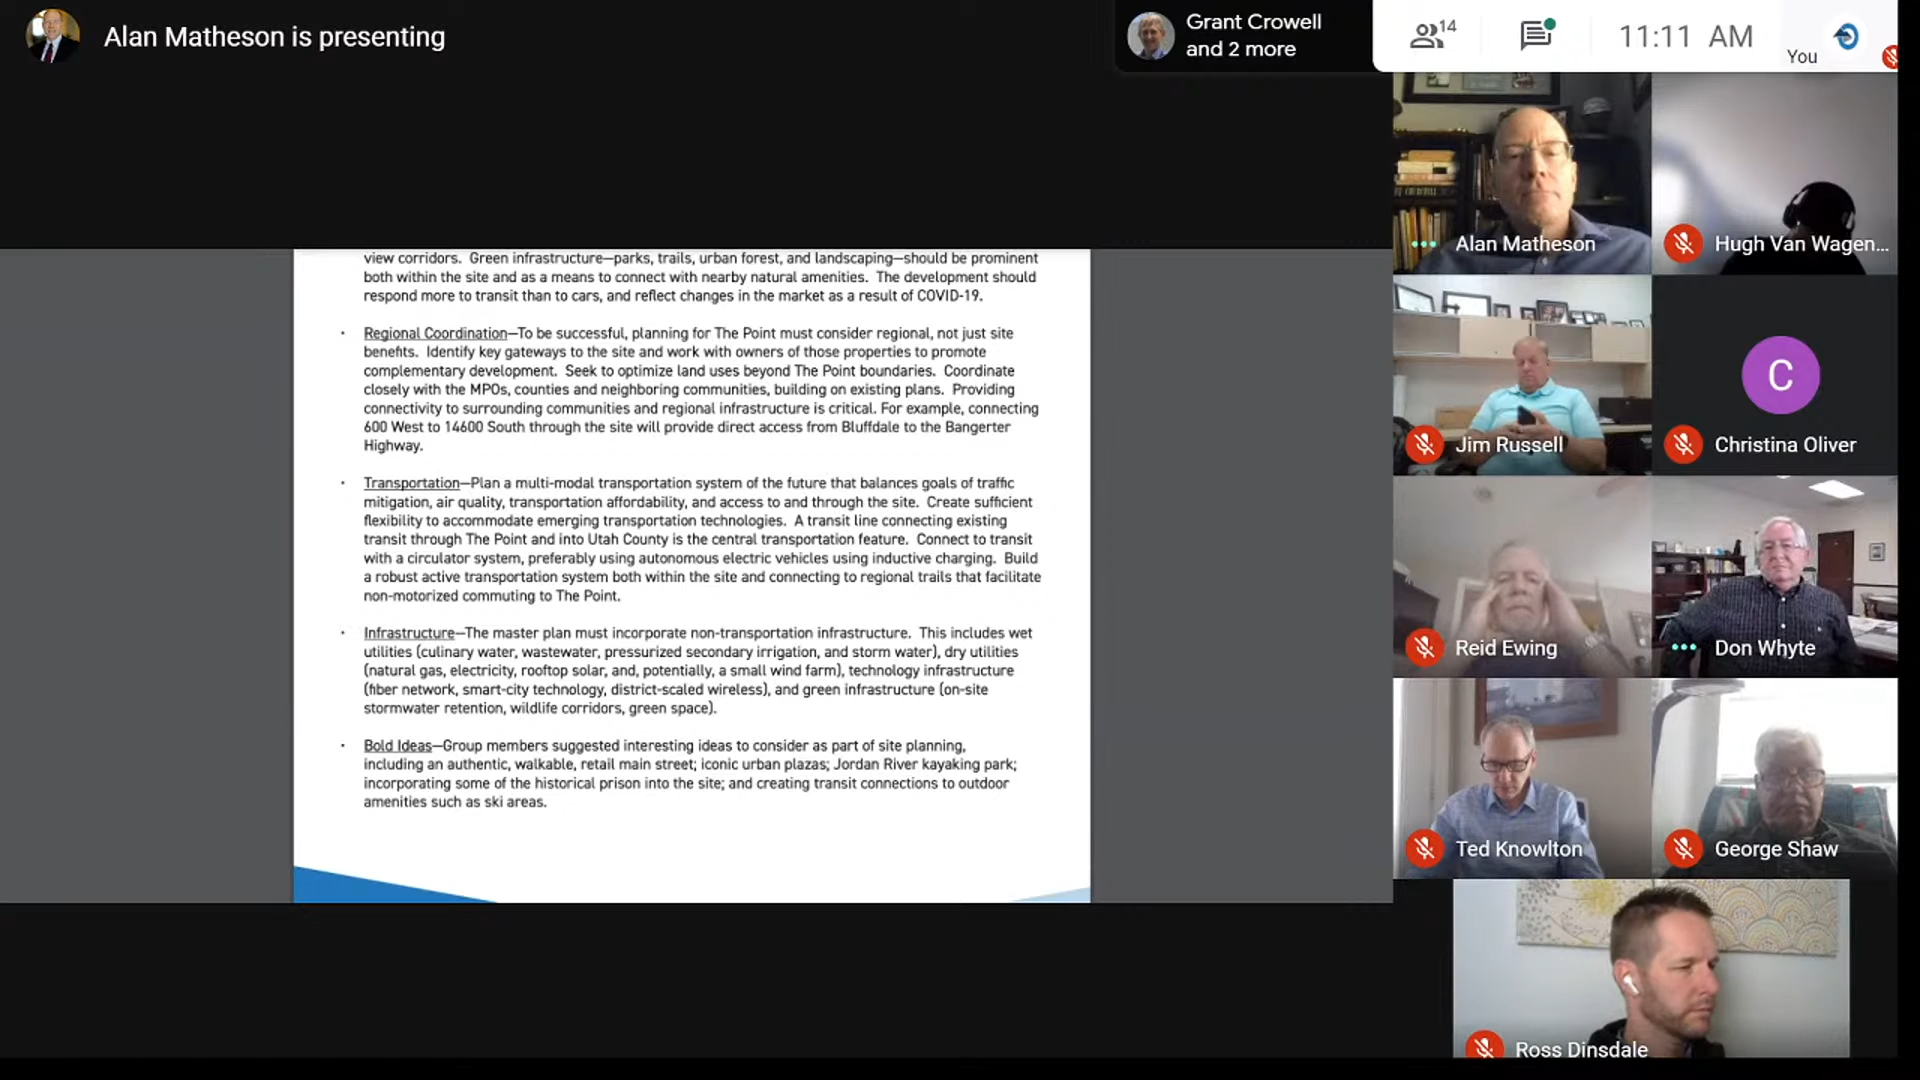 Alan Matheson is presenting
Grant Crowell
and 2 more
14
11:11 AM
You
view corridors. Green infrastructure—parks, trails, urban forest, and landscaping—should be prominent
both within the site and as a means to connect with nearby natural amenities. The development should
respond more to transit than to cars, and reflect changes in the market as a result of COVID-19.
· Regional Coordination—To be successful, planning for The Point must consider regional, not just site
benefits. Identify key gateways to the site and work with owners of those properties to promote
complementary development. Seek to optimize land uses beyond The Point boundaries. Coordinate
closely with the MPOs, counties and neighboring communities, building on existing plans. Providing
connectivity to surrounding communities and regional infrastructure is critical. For example, connecting
600 West to 14600 South through the site will provide direct access from Bluffdale to the Bangerter
Highway.
· Transportation—Plan a multi-modal transportation system of the future that balances goals of traffic
mitigation, air quality, transportation affordability, and access to and through the site. Create sufficient
flexibility to accommodate emerging transportation technologies. A transit line connecting existing
transit through The Point and into Utah County is the central transportation feature. Connect to transit
with a circulator system, preferably using autonomous electric vehicles using inductive charging. Build
a robust active transportation system both within the site and connecting to regional trails that facilitate
non-motorized commuting to The Point.
· Infrastructure—The master plan must incorporate non-transportation infrastructure. This includes wet
utilities (culinary water, wastewater, pressurized secondary irrigation, and storm water), dry utilities
(natural gas, electricity, rooftop solar, and, potentially, a small wind farm), technology infrastructure
(fiber network, smart-city technology, district-scaled wireless), and green infrastructure (on-site
stormwater retention, wildlife corridors, green space).
· Bold Ideas—Group members suggested interesting ideas to consider as part of site planning,
including an authentic, walkable, retail main street; iconic urban plazas; Jordan River kayaking park;
incorporating some of the historical prison into the site; and creating transit connections to outdoor
amenities such as ski areas.
Alan Matheson
Hugh Van Wagen...
Jim Russell
C
Christina Oliver
Reid Ewing
Don Whyte
Ted Knowlton
George Shaw
Ross Dinsdale